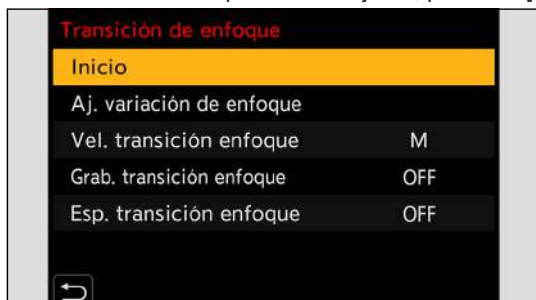 Transición de enfoque
Inicio
Aj. variación de enfoque
Vel. transición enfoque M
Grab. transición enfoque OFF
Esp. transición enfoque OFF